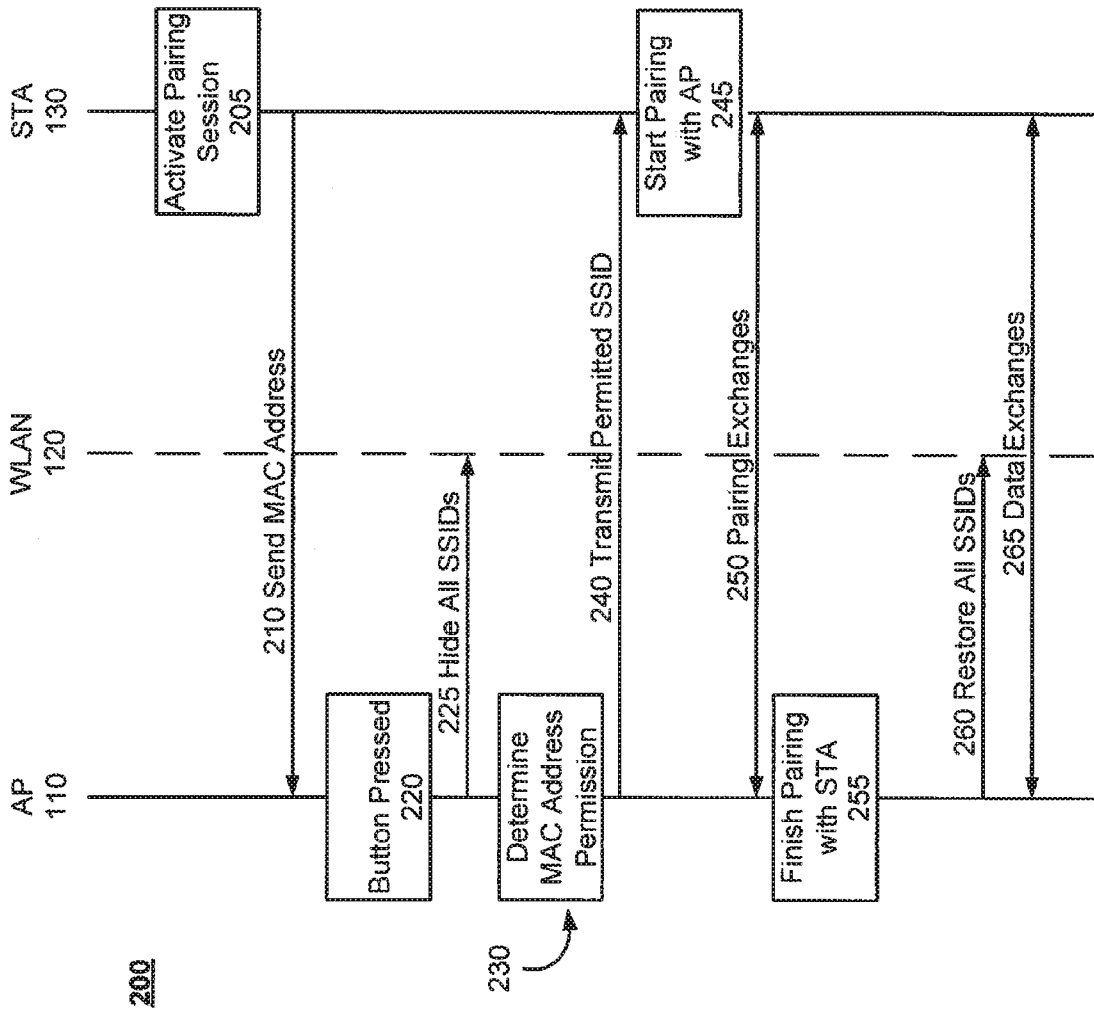 200
AP
110
WLAN
120
STA
130
Activate Pairing
Session
205
210 Send MAC Address
Button Pressed
220
225 Hide All SSIDs
Determine
MAC Address
Permission
230
240 Transmit Permitted SSID
Start Pairing
with AP
245
250 Pairing Exchanges
Finish Pairing
with STA
255
260 Restore All SSIDs
265 Data Exchanges